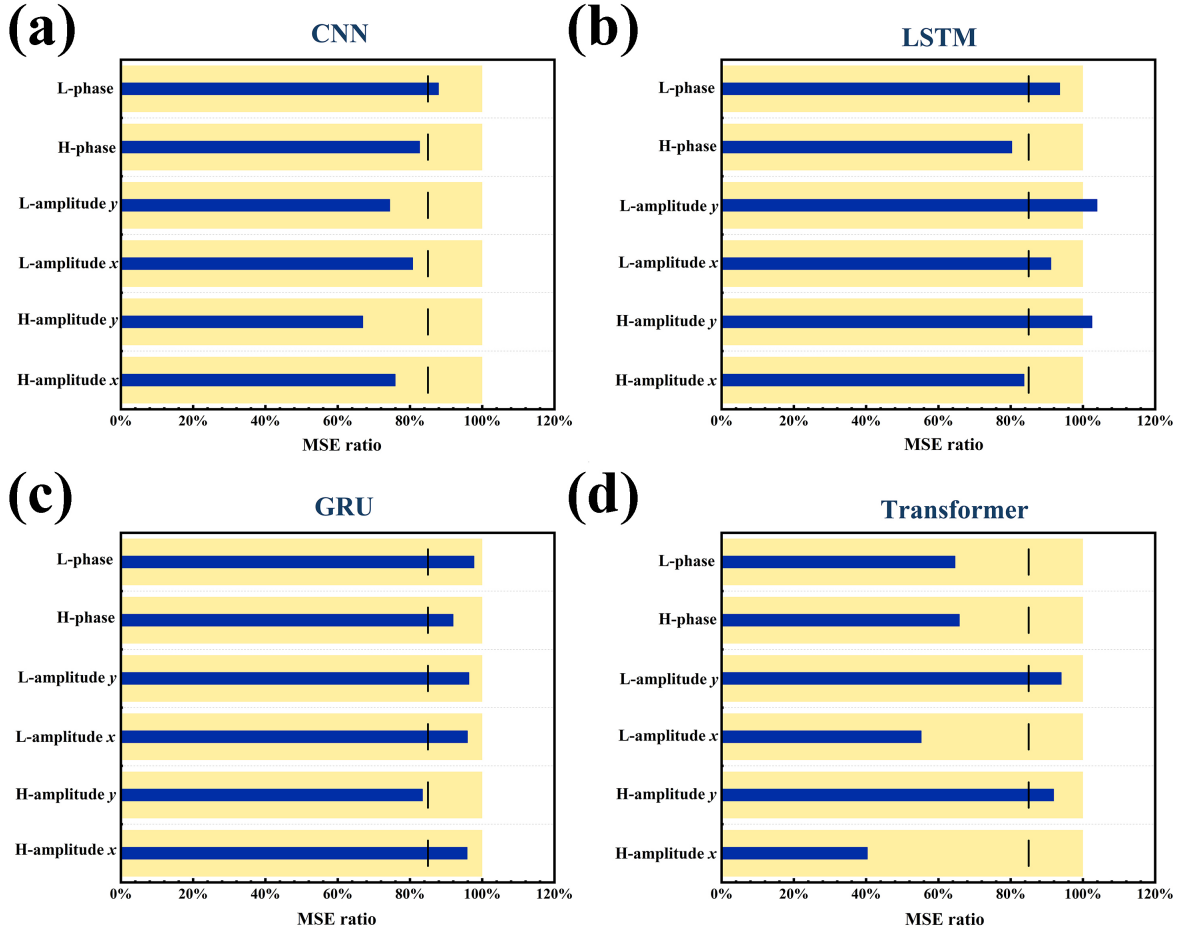 (a)
CNN
L-phase
H-phase
L-amplitude y
L-amplitude x
H-amplitude y
H-amplitude x
0% 20% 40% 60% 80% 100% 120%
MSE ratio
(b)
LSTM
L-phase
H-phase
L-amplitude y
L-amplitude x
H-amplitude y
H-amplitude x
0% 20% 40% 60% 80% 100% 120%
MSE ratio
(c)
GRU
L-phase
H-phase
L-amplitude y
L-amplitude x
H-amplitude y
H-amplitude x
0% 20% 40% 60% 80% 100% 120%
MSE ratio
(d)
Transformer
L-phase
H-phase
L-amplitude y
L-amplitude x
H-amplitude y
H-amplitude x
0% 20% 40% 60% 80% 100% 120%
MSE ratio